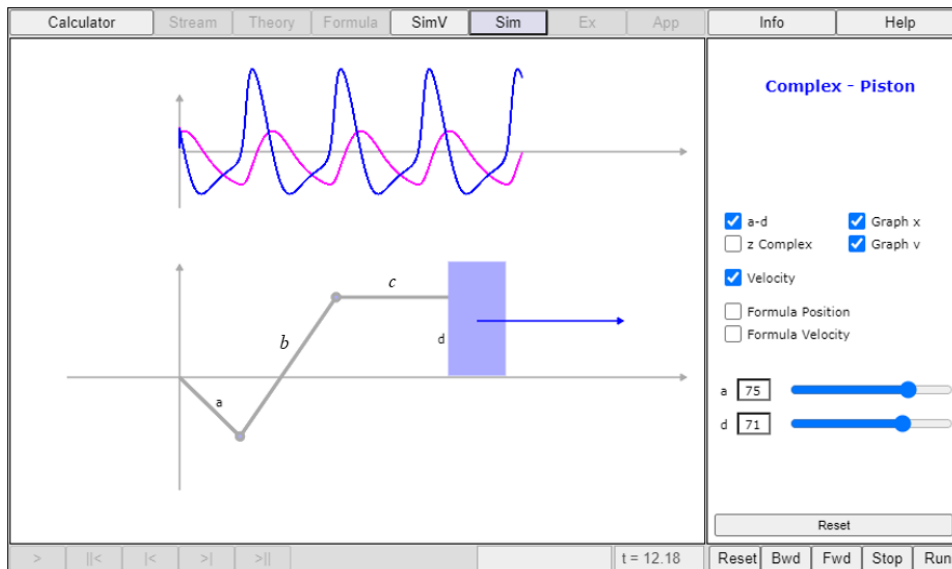 Calculator Stream Theory Formula SimV Sim Ex App Info Help
Complex - Piston
a-d Graph x
z Complex Graph v
Velocity
Formula Position
Formula Velocity
a 75
d 71
c
b
d
a
Reset
> ||< |< >| >|| t = 12.18 Reset Bwd Fwd Stop Run